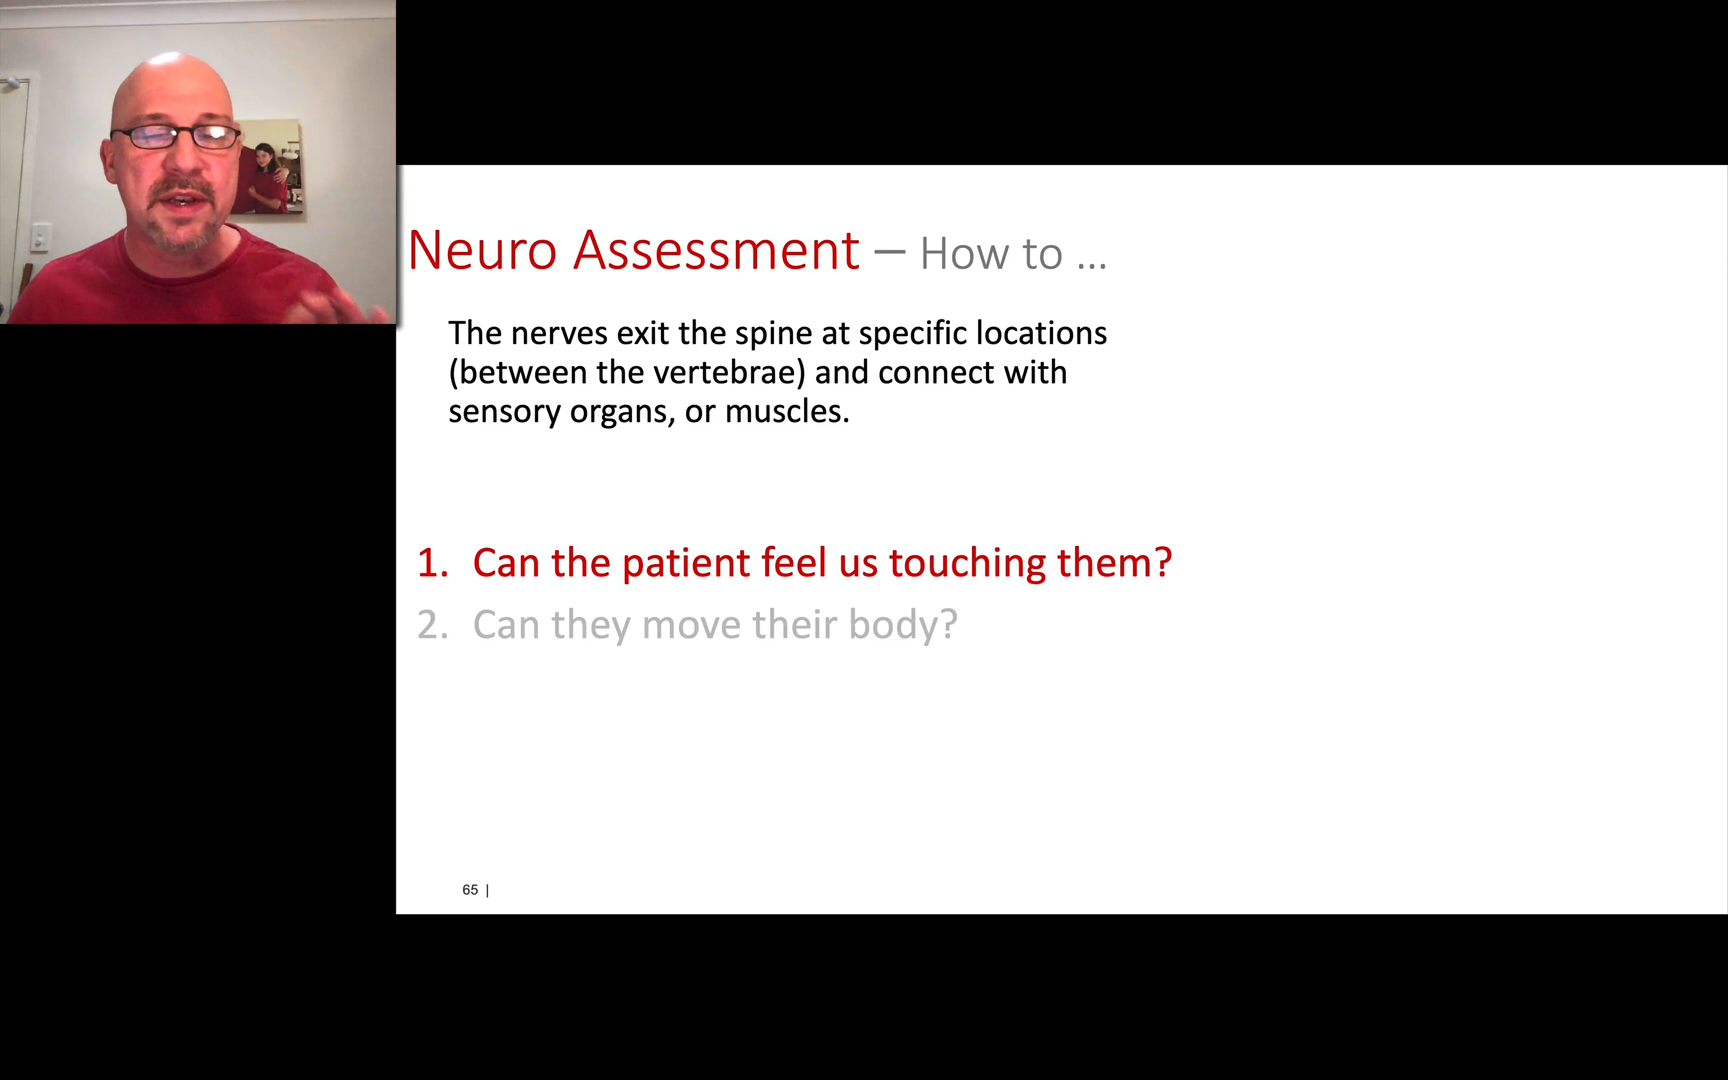 Neuro Assessment – How to ...
The nerves exit the spine at specific locations
(between the vertebrae) and connect with
sensory organs, or muscles.
1. Can the patient feel us touching them?
2. Can they move their body?
65 |